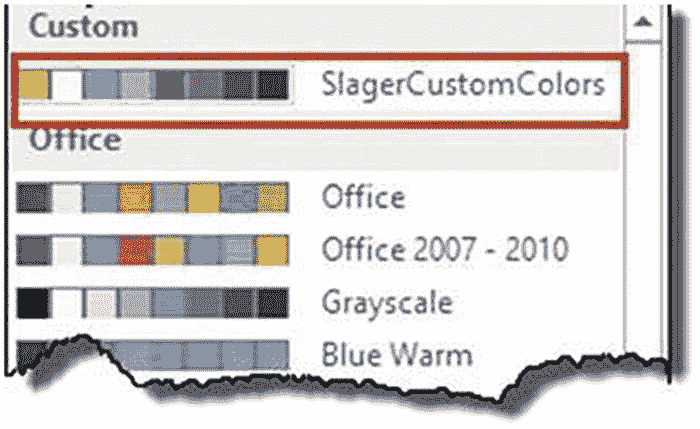 Custom
SlagerCustomColors
Office
Office
Office 2007 - 2010
Grayscale
Blue Warm